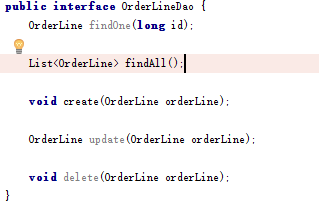 public interface OrderLineDao {
    OrderLine findOne(long id);
    List<OrderLine> findAll();
    void create(OrderLine orderLine);
    OrderLine update(OrderLine orderLine);
    void delete(OrderLine orderLine);
}